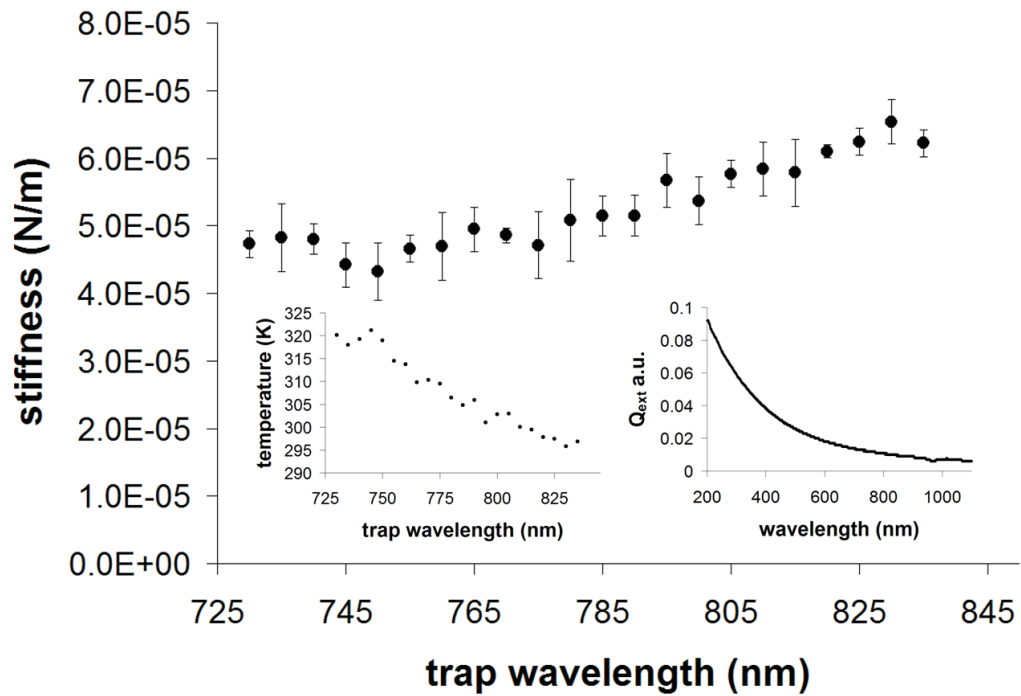 8.0E-05
7.0E-05
6.0E-05
5.0E-05
4.0E-05
3.0E-05
2.0E-05
1.0E-05
0.0E+00
stiffness (N/m)
725 745 765 785 805 825 845
trap wavelength (nm)
325
320
315
310
305
300
295
290
temperature (K)
725 750 775 800 825
trap wavelength (nm)
0.1
0.08
0.06
0.04
0.02
0
Qext a.u.
200 400 600 800 1000
wavelength (nm)